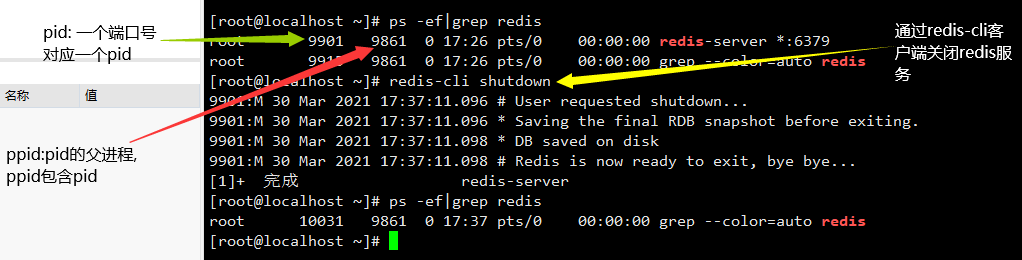 pid: 一个端口号
对应一个pid
名称 值
ppid:pid的父进程,
ppid包含pid
[root@localhost ~]# ps -ef|grep redis
root 9901 9861 0 17:26 pts/0 00:00:00 redis-server *:6379
root 9915 9861 0 17:26 pts/0 00:00:00 grep --color=auto redis
[root@localhost ~]# redis-cli shutdown
9901:M 30 Mar 2021 17:37:11.096 # User requested shutdown...
9901:M 30 Mar 2021 17:37:11.096 * Saving the final RDB snapshot before exiting.
9901:M 30 Mar 2021 17:37:11.098 * DB saved on disk
9901:M 30 Mar 2021 17:37:11.098 # Redis is now ready to exit, bye bye...
[1]+ 完成 redis-server
[root@localhost ~]# ps -ef|grep redis
root 10031 9861 0 17:37 pts/0 00:00:00 grep --color=auto redis
[root@localhost ~]#
通过redis-cli客
户端关闭redis服
务